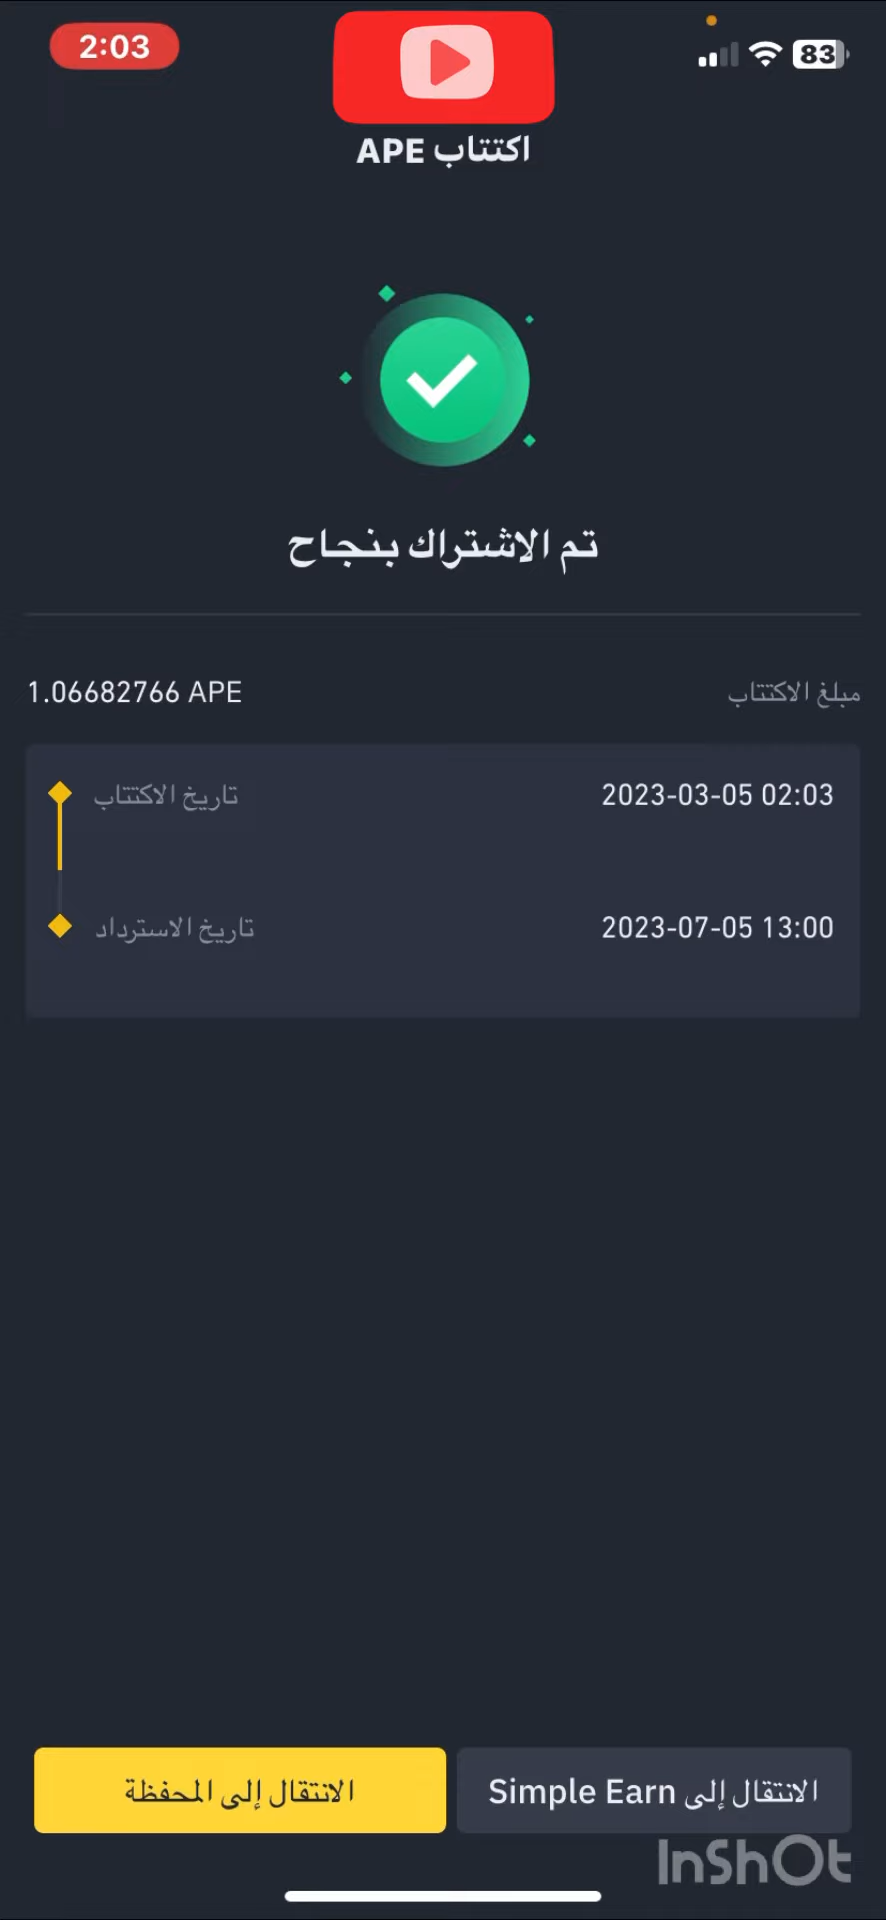 2:03
83
اكتتاب APE
تم الاشتراك بنجاح
مبلغ الاكتتاب 1.06682766 APE
تاريخ الاكتتاب 2023-03-05 02:03
تاريخ الاسترداد 2023-07-05 13:00
الانتقال إلى Simple Earn
الانتقال إلى المحفظة
InShOt